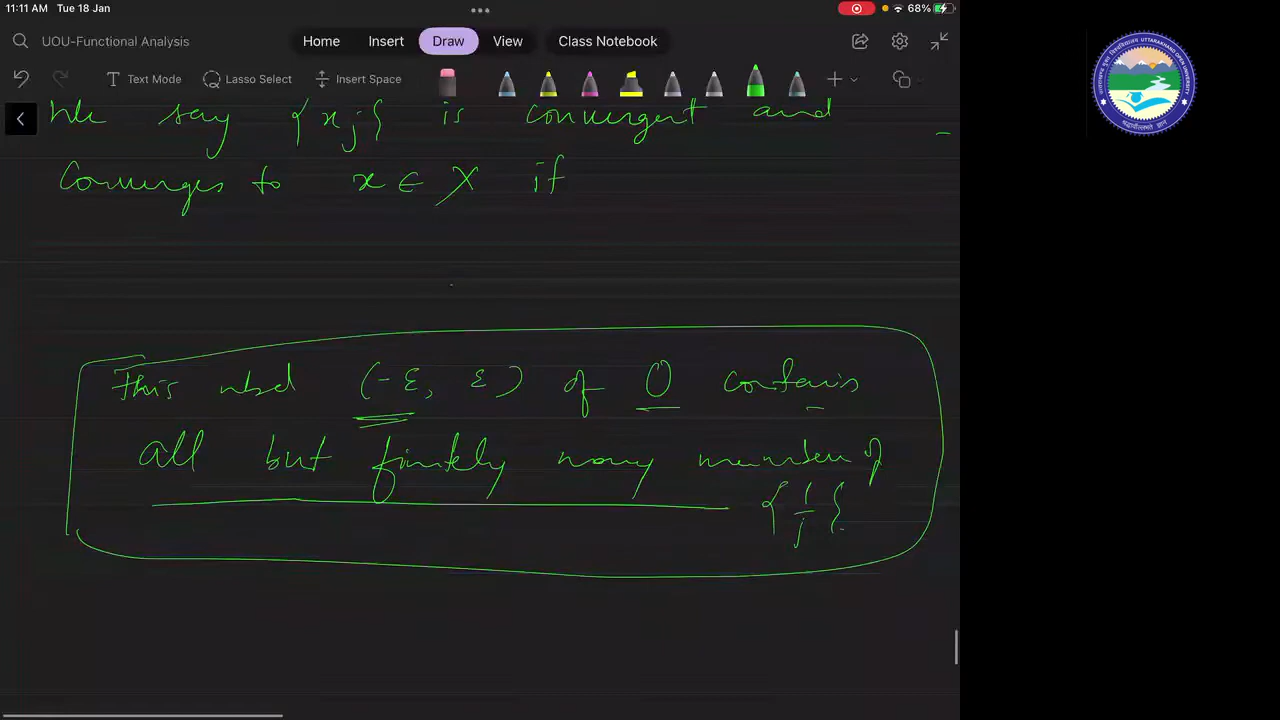 11:11 AM Tue 18 Jan
68%
UOU-Functional Analysis
Home Insert Draw View Class Notebook
Text Mode Lasso Select Insert Space
We say {xj} is convergent and
Converges to x ∈ X if
This nbd (-ε, ε) of 0 contains
all but finitely many member of
{1/j}